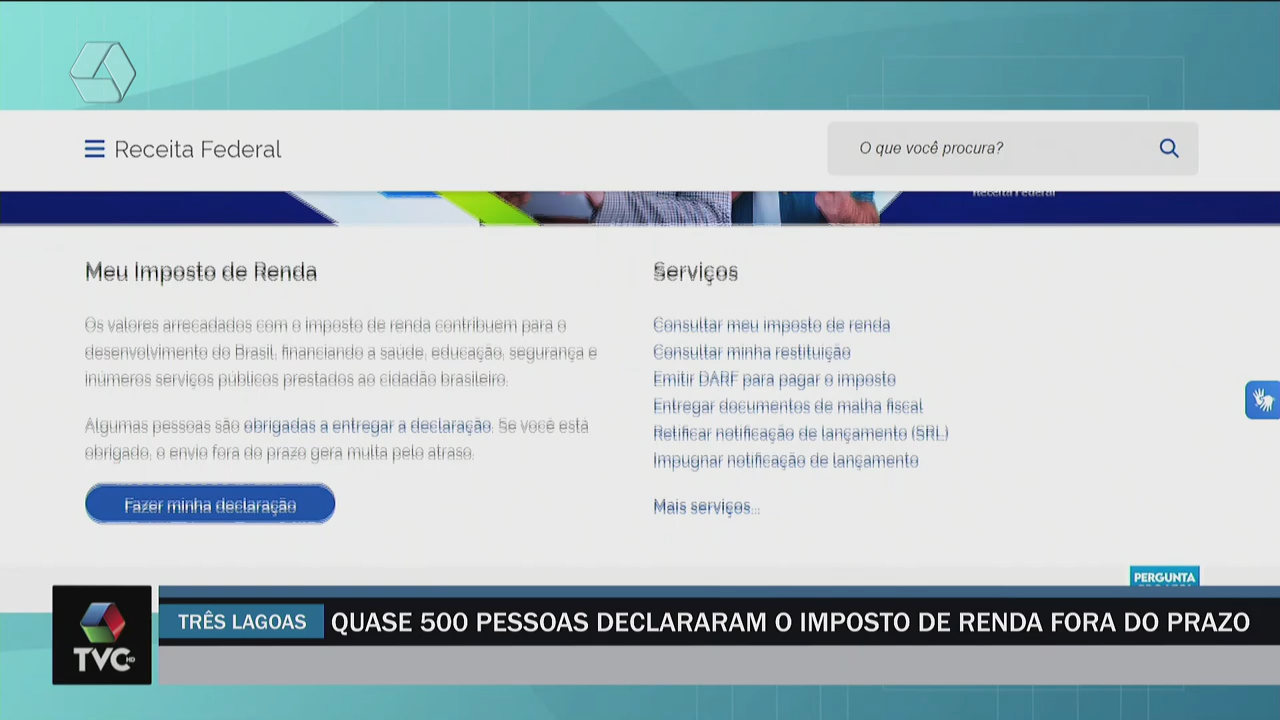 Receita Federal
O que você procura?
Receita Federal
Meu Imposto de Renda
Os valores arrecadados com o imposto de renda contribuem para o
desenvolvimento do Brasil, financiando a saúde, educação, segurança e
inúmeros serviços públicos prestados ao cidadão brasileiro.
Algumas pessoas são obrigadas a entregar a declaração. Se você está
obrigado, o envio fora do prazo gera multa pelo atraso.
Fazer minha declaração
Serviços
Consultar meu imposto de renda
Consultar minha restituição
Emitir DARF para pagar o imposto
Entregar documentos de malha fiscal
Retificar notificação de lançamento (SRL)
Impugnar notificação de lançamento
Mais serviços...
PERGUNTA
TRÊS LAGOAS QUASE 500 PESSOAS DECLARARAM O IMPOSTO DE RENDA FORA DO PRAZO
TVC HD